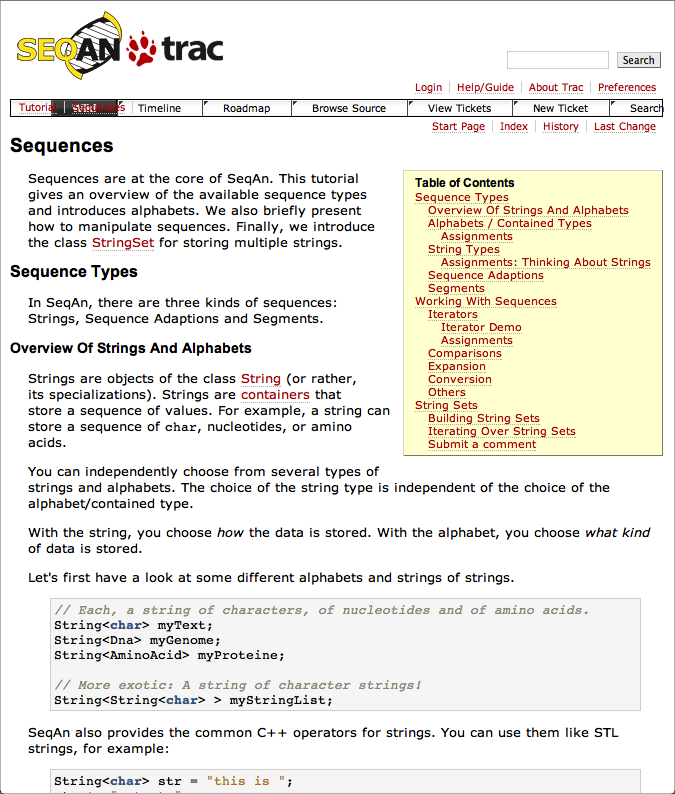 SEQAN trac
Search
Login Help/Guide About Trac Preferences
Tutorial Sequences Timeline Roadmap Browse Source View Tickets New Ticket Search
Start Page Index History Last Change
Sequences
Sequences are at the core of SeqAn. This tutorial
gives an overview of the available sequence types
and introduces alphabets. We also briefly present
how to manipulate sequences. Finally, we introduce
the class StringSet for storing multiple strings.
Table of Contents
Sequence Types
Overview Of Strings And Alphabets
Alphabets / Contained Types
Assignments
String Types
Assignments: Thinking About Strings
Sequence Adaptions
Segments
Working With Sequences
Iterators
Iterator Demo
Assignments
Comparisons
Expansion
Conversion
Others
String Sets
Building String Sets
Iterating Over String Sets
Submit a comment
Sequence Types
In SeqAn, there are three kinds of sequences:
Strings, Sequence Adaptions and Segments.
Overview Of Strings And Alphabets
Strings are objects of the class String (or rather,
its specializations). Strings are containers that
store a sequence of values. For example, a string can
store a sequence of char, nucleotides, or amino
acids.
You can independently choose from several types of
strings and alphabets. The choice of the string type is independent of the choice of the
alphabet/contained type.
With the string, you choose how the data is stored. With the alphabet, you choose what kind
of data is stored.
Let's first have a look at some different alphabets and strings of strings.
// Each, a string of characters, of nucleotides and of amino acids.
String<char> myText;
String<Dna> myGenome;
String<AminoAcid> myProteine;
// More exotic: A string of character strings!
String<String<char> > myStringList;
SeqAn also provides the common C++ operators for strings. You can use them like STL
strings, for example:
String<char> str = "this is ";